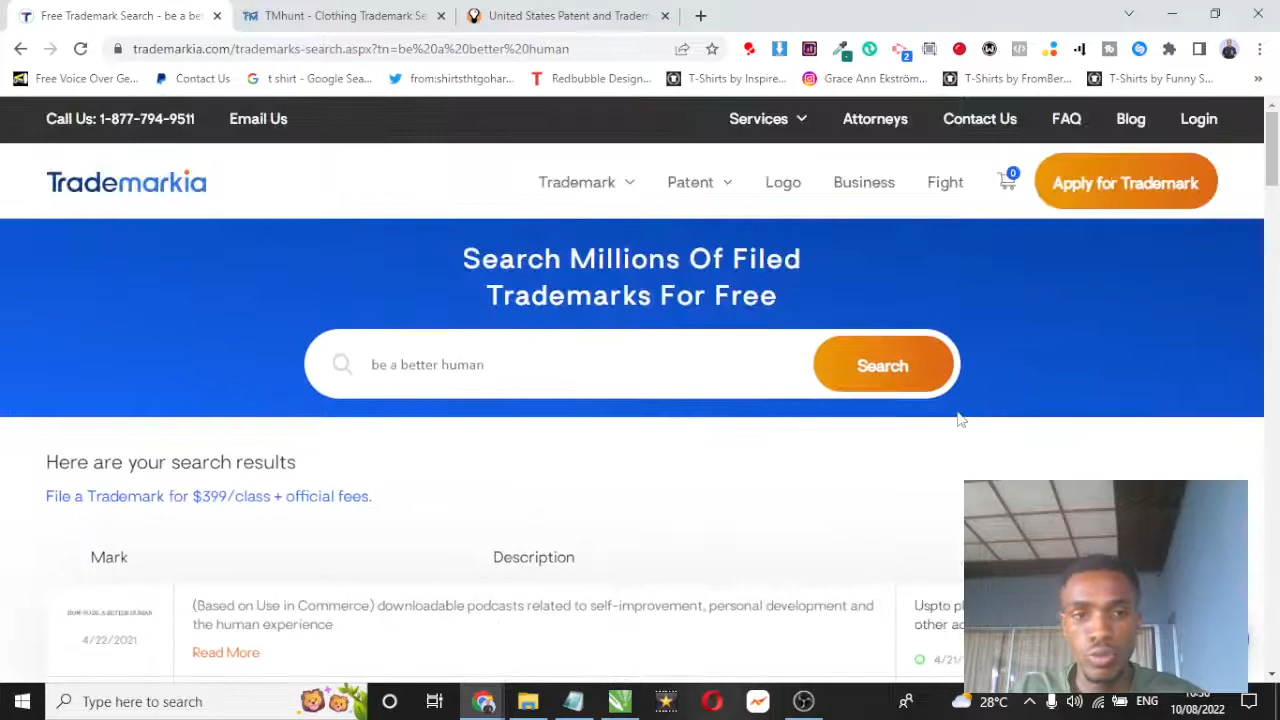 Free Trademark Search - a be
TMhunt - Clothing Trademark Se
United States Patent and Tradem
trademarkia.com/trademarks-search.aspx?tn=be%20a%20better%20human
2
Free Voice Over Ge...
Contact Us
t shirt - Google Sea...
from:shirtsthtgohar...
Redbubble Design...
T-Shirts by Inspire...
Grace Ann Ekström...
T-Shirts by FromBer...
T-Shirts by Funny S...
Call Us: 1-877-794-9511
Email Us
Services
Attorneys
Contact Us
FAQ
Blog
Login
Trademarkia
Trademark
Patent
Logo
Business
Fight
0
Apply for Trademark
Search Millions Of Filed
Trademarks For Free
be a better human
Search
Here are your search results
File a Trademark for $399/class + official fees.
Mark
Description
HOW TO BE A BETTER HUMAN
4/22/2021
(Based on Use in Commerce) downloadable podcasts related to self-improvement, personal development and
the human experience
Read More
Uspto
other
4/21/
Type here to search
28°C
ENG
10/08/2022